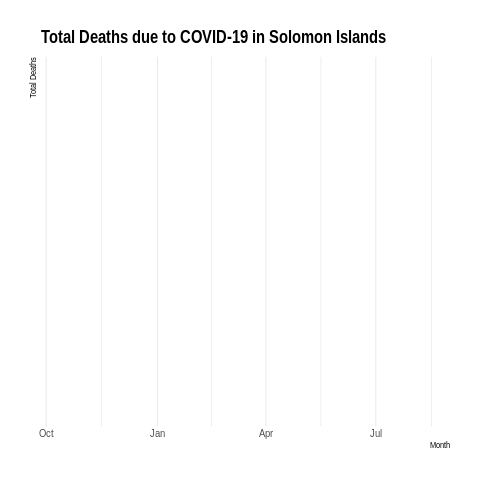 Total Deaths due to COVID-19 in Solomon Islands
Total Deaths
Oct Jan Apr Jul
Month